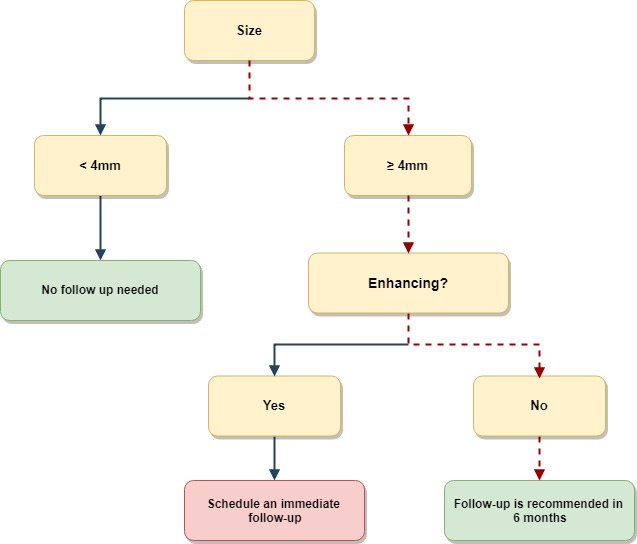 Size
< 4mm
≥ 4mm
No follow up needed
Enhancing?
Yes
No
Schedule an immediate
follow-up
Follow-up is recommended in
6 months